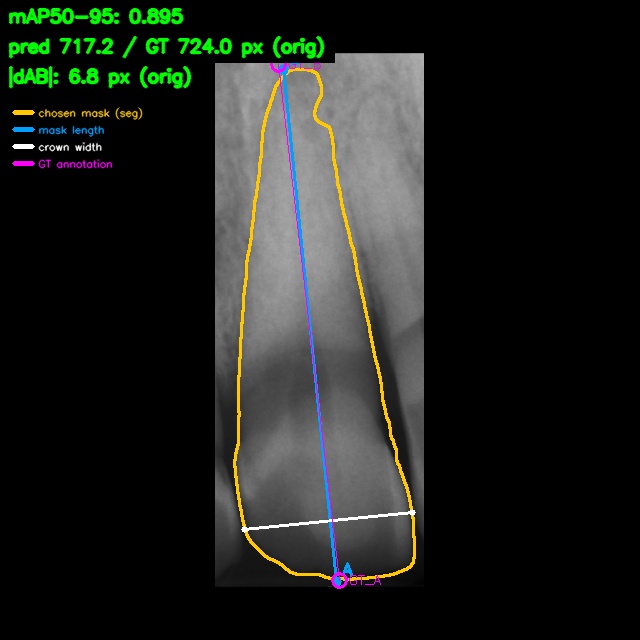 mAP50-95: 0.895
pred 717.2 / GT 724.0 px (orig)
|dAB|: 6.8 px (orig)
chosen mask (seg)
mask length
crown width
GT annotation
GT_A